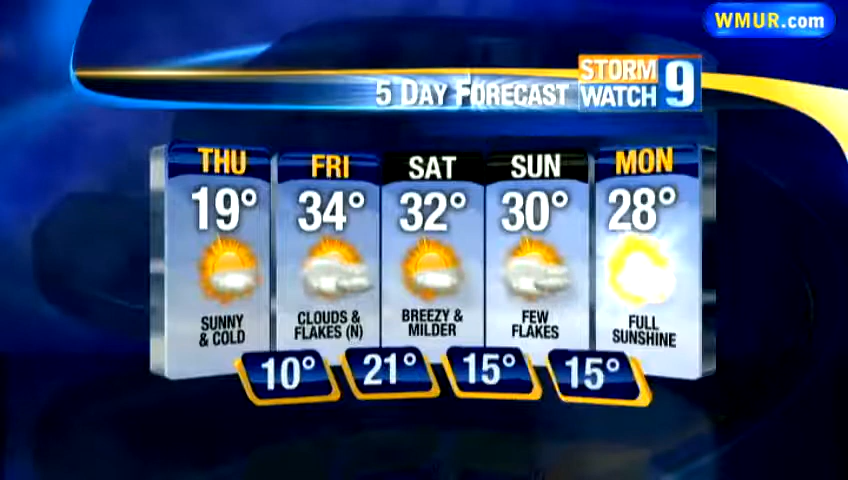 WMUR.com
5 DAY FORECAST
STORM WATCH 9
THU
19°
SUNNY
& COLD
FRI
34°
CLOUDS &
FLAKES (N)
SAT
32°
BREEZY &
MILDER
SUN
30°
FEW
FLAKES
MON
28°
FULL
SUNSHINE
10° 21° 15° 15°